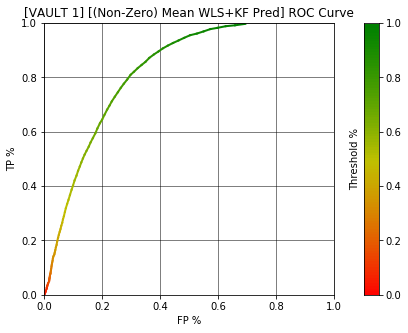 [VAULT 1] [(Non-Zero) Mean WLS+KF Pred] ROC Curve
1.0
0.8
0.6
0.4
0.2
0.0
TP %
0.0 0.2 0.4 0.6 0.8 1.0
FP %
Threshold %
1.0
0.8
0.6
0.4
0.2
0.0